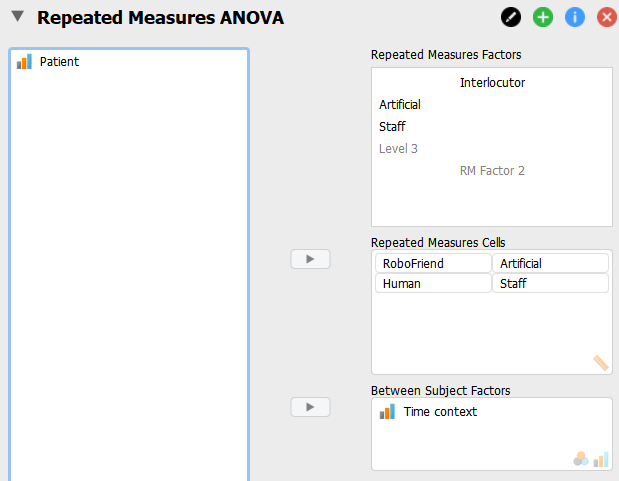 Repeated Measures ANOVA
Patient
Repeated Measures Factors
Interlocutor
Artificial
Staff
Level 3
RM Factor 2
Repeated Measures Cells
RoboFriend Artificial
Human Staff
Between Subject Factors
Time context